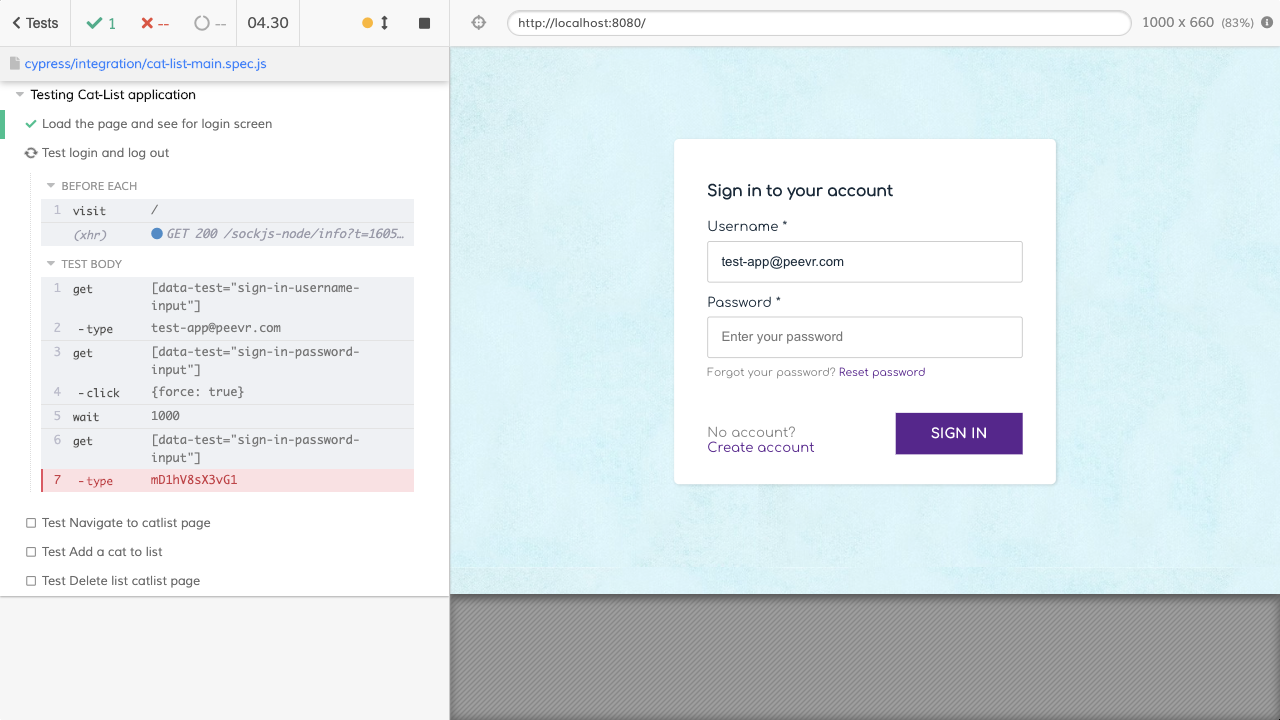 Tests
1
--
--
04.30
http://localhost:8080/
1000 x 660 (83%)
cypress/integration/cat-list-main.spec.js
Testing Cat-List application
Load the page and see for login screen
Test login and log out
BEFORE EACH
1 visit /
(xhr) GET 200 /sockjs-node/info?t=1605…
TEST BODY
1 get [data-test="sign-in-username-
input"]
2 -type test-app@peevr.com
3 get [data-test="sign-in-password-
input"]
4 -click {force: true}
5 wait 1000
6 get [data-test="sign-in-password-
input"]
7 -type mD1hV8sX3vG1
Test Navigate to catlist page
Test Add a cat to list
Test Delete list catlist page
Sign in to your account
Username *
test-app@peevr.com
Password *
Enter your password
Forgot your password? Reset password
No account?
Create account
SIGN IN